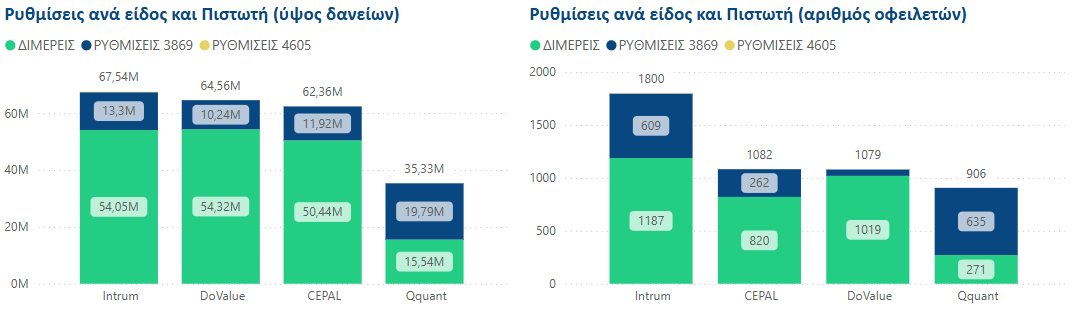 Ρυθμίσεις ανά είδος και Πιστωτή (ύψος δανείων)
ΔΙΜΕΡΕΙΣ ΡΥΘΜΙΣΕΙΣ 3869 ΡΥΘΜΙΣΕΙΣ 4605
67,54M
64,56M
62,36M
60M
13,3M
10,24M
11,92M
40M
35,33M
54,05M
54,32M
50,44M
19,79M
20M
15,54M
0M
Intrum DoValue CEPAL Qquant
Ρυθμίσεις ανά είδος και Πιστωτή (αριθμός οφειλετών)
ΔΙΜΕΡΕΙΣ ΡΥΘΜΙΣΕΙΣ 3869 ΡΥΘΜΙΣΕΙΣ 4605
2000
1800
1500
609
1082
1079
1000
906
262
1187
820
1019
635
500
271
0
Intrum CEPAL DoValue Qquant